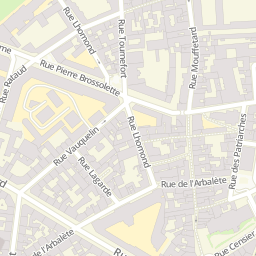 Rue Lhomond
Rue Tournefort
Rue Mouffetard
Rue Rataud
Rue Pierre Brossolette
Rue Vauquelin
Rue Lhomond
Rue des Patriarches
Rue Lagarde
Rue de l'Arbalète
de l'Arbalète
Rue Censier